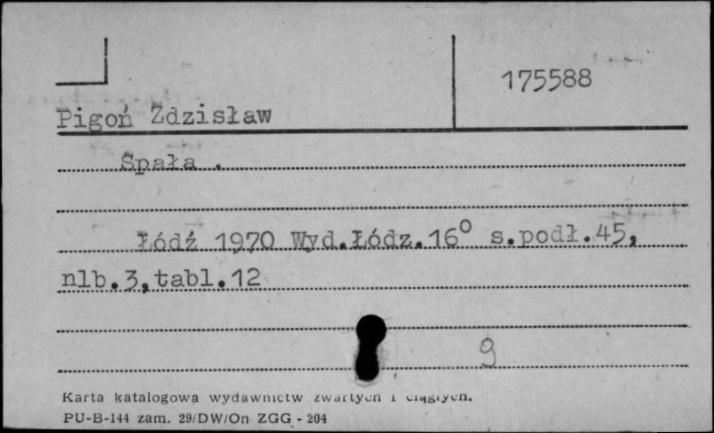 175588
Pigoń Zdzisław
Spała .
Łódź 1970 Wyd.Łódz.16° s.podł.45,
nlb.3,tabl.12
9
Karta katalogowa wydawnictw zwartych i ciągłych.
PU-B-144 zam. 29/DW/On ZGG - 204